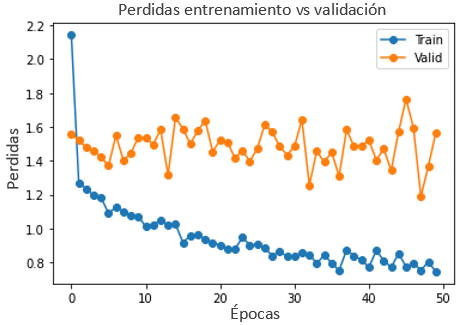 Perdidas entrenamiento vs validación
Train
Valid
Perdidas
2.2
2.0
1.8
1.6
1.4
1.2
1.0
0.8
0
10
20
30
40
50
Épocas